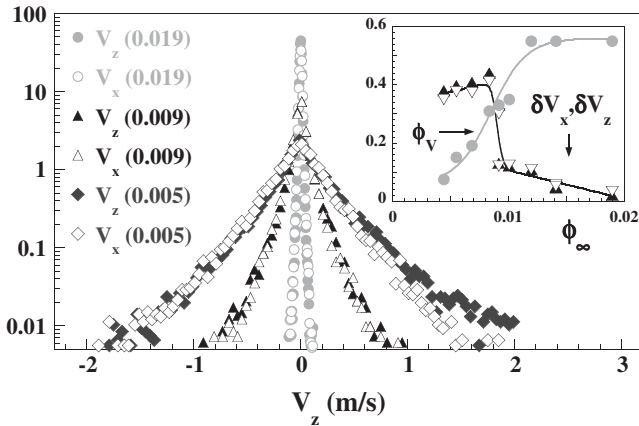 100
10
1
0.1
0.01
-2
-1
0
1
2
3
V_z (m/s)
V_z (0.019)
V_x (0.019)
V_z (0.009)
V_x (0.009)
V_z (0.005)
V_x (0.005)
0.6
0.4
0.2
0
0
0.01
0.02
ϕ_V
δV_x,δV_z
ϕ_∞